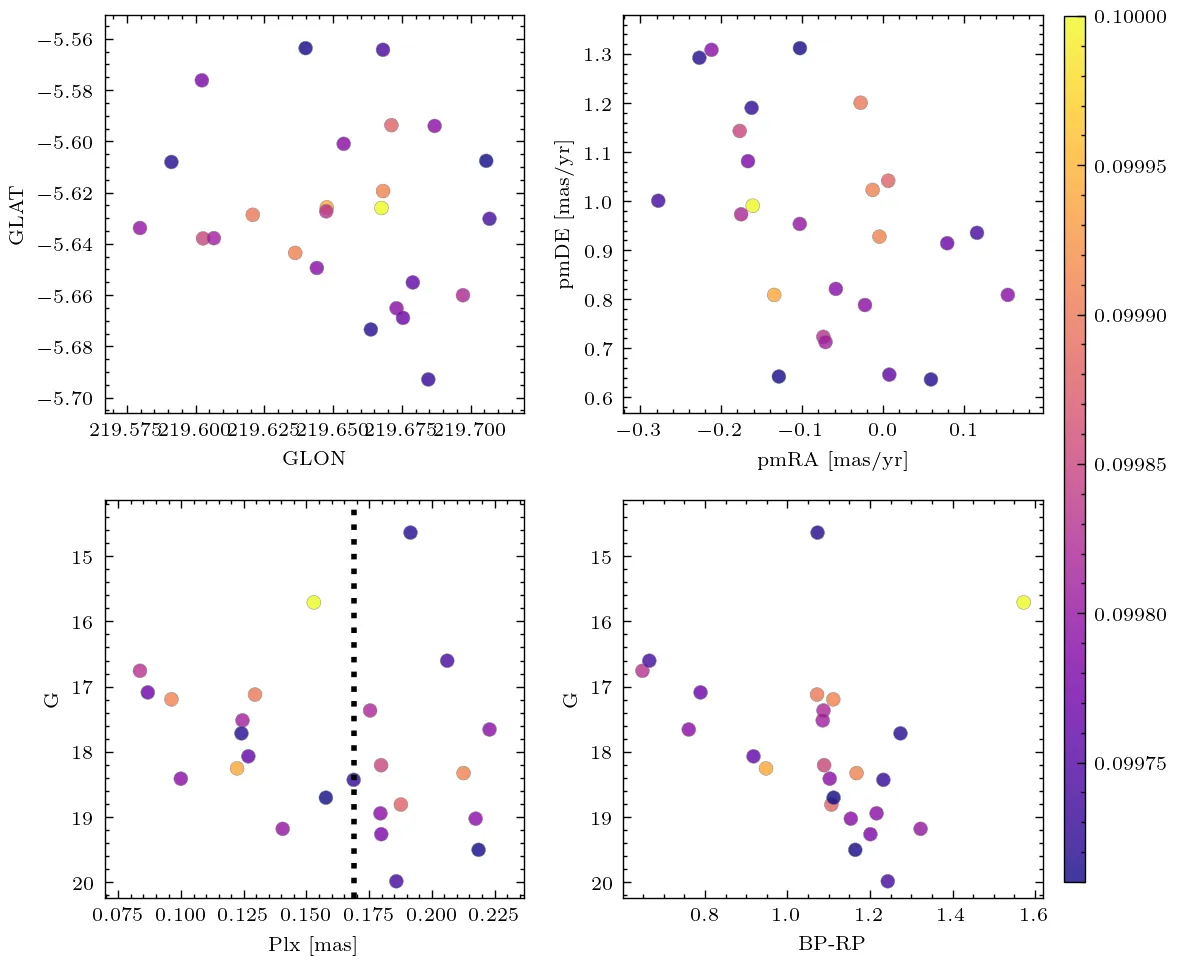 −5.56
−5.58
−5.60
−5.62
−5.64
−5.66
−5.68
−5.70
GLAT
219.575 219.600 219.625 219.650 219.675 219.700
GLON
1.3
1.2
1.1
1.0
0.9
0.8
0.7
0.6
pmDE [mas/yr]
−0.3 −0.2 −0.1 0.0 0.1
pmRA [mas/yr]
0.10000
0.09995
0.09990
0.09985
0.09980
0.09975
15
16
17
18
19
20
G
0.075 0.100 0.125 0.150 0.175 0.200 0.225
Plx [mas]
15
16
17
18
19
20
G
0.8 1.0 1.2 1.4 1.6
BP-RP